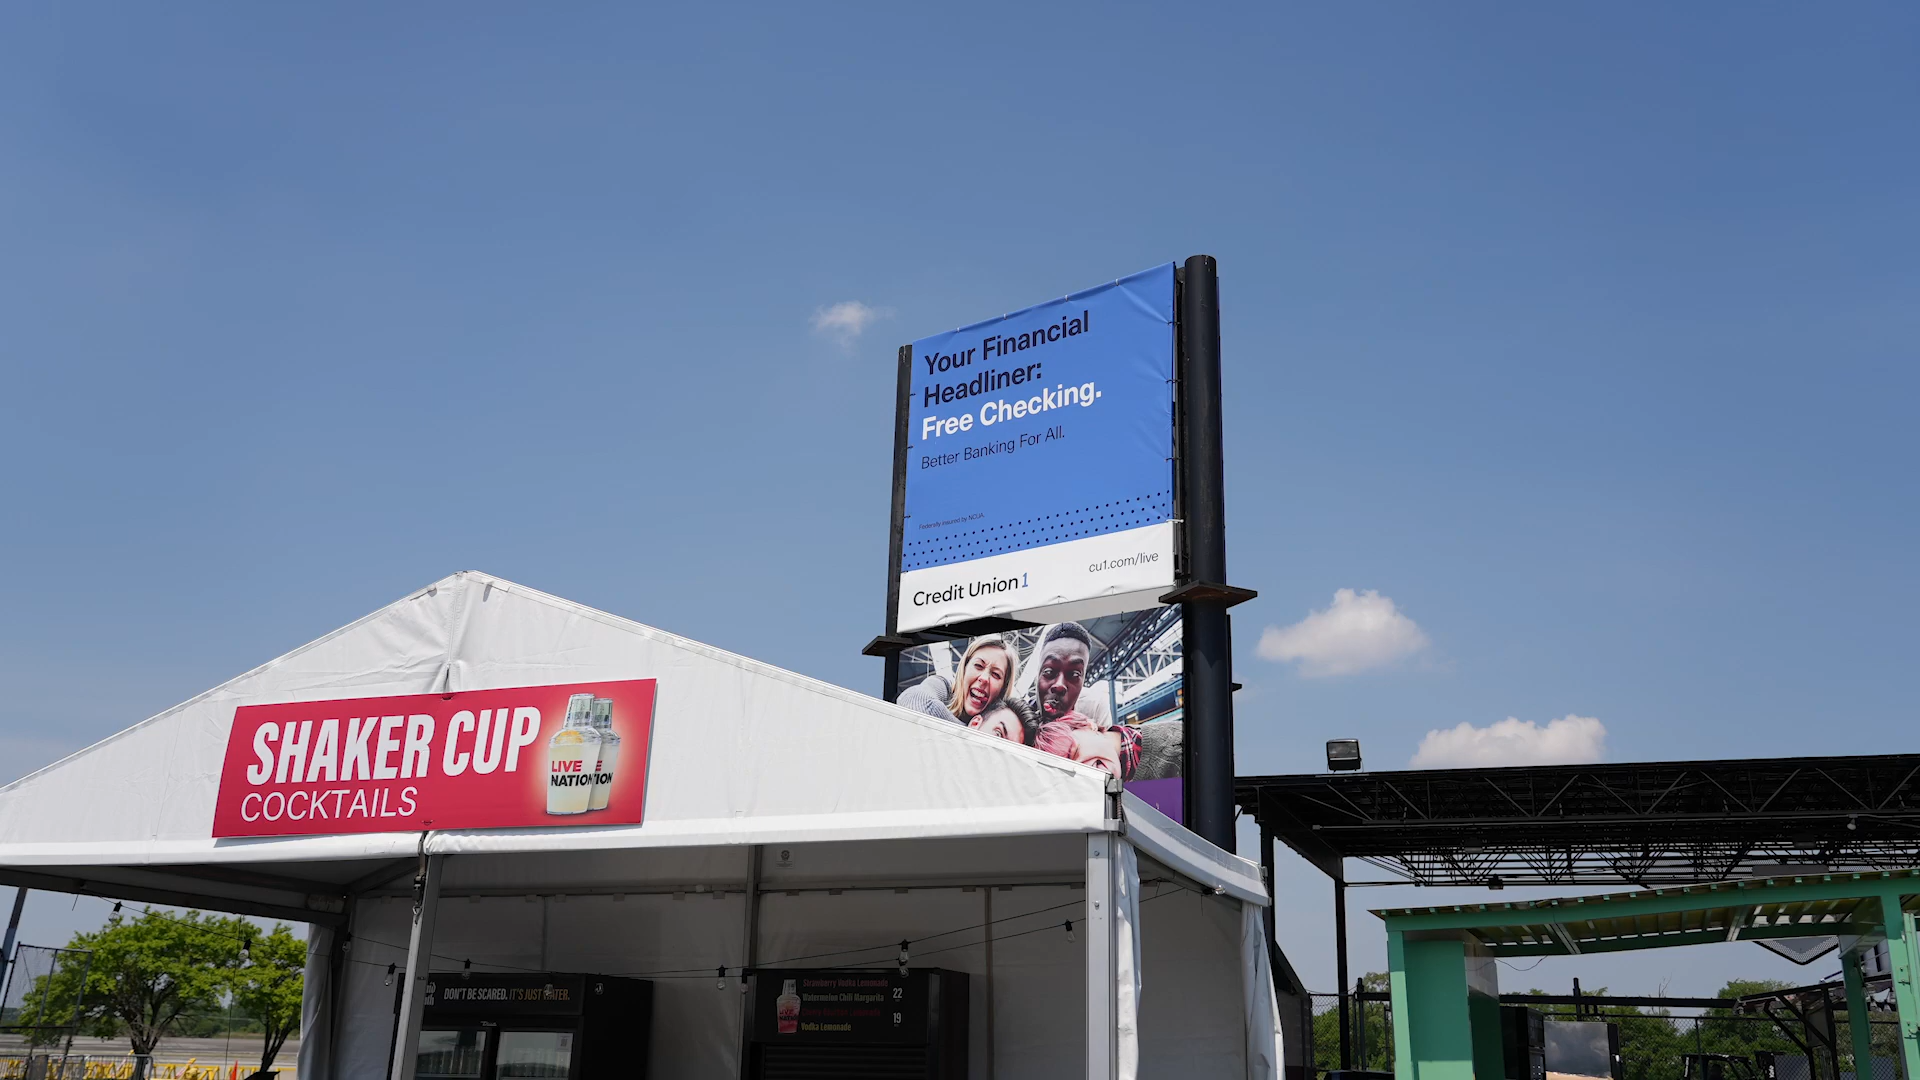 Your Financial
Headliner:
Free Checking.
Better Banking For All.
Federally insured by NCUA.
cu1.com/live
Credit Union 1
SHAKER CUP
COCKTAILS
LIVE
NATION
DON'T BE SCARED. IT'S JUST WATER.
Strawberry Vodka Lemonade
Watermelon Chili Margarita
22
19
Vodka Lemonade